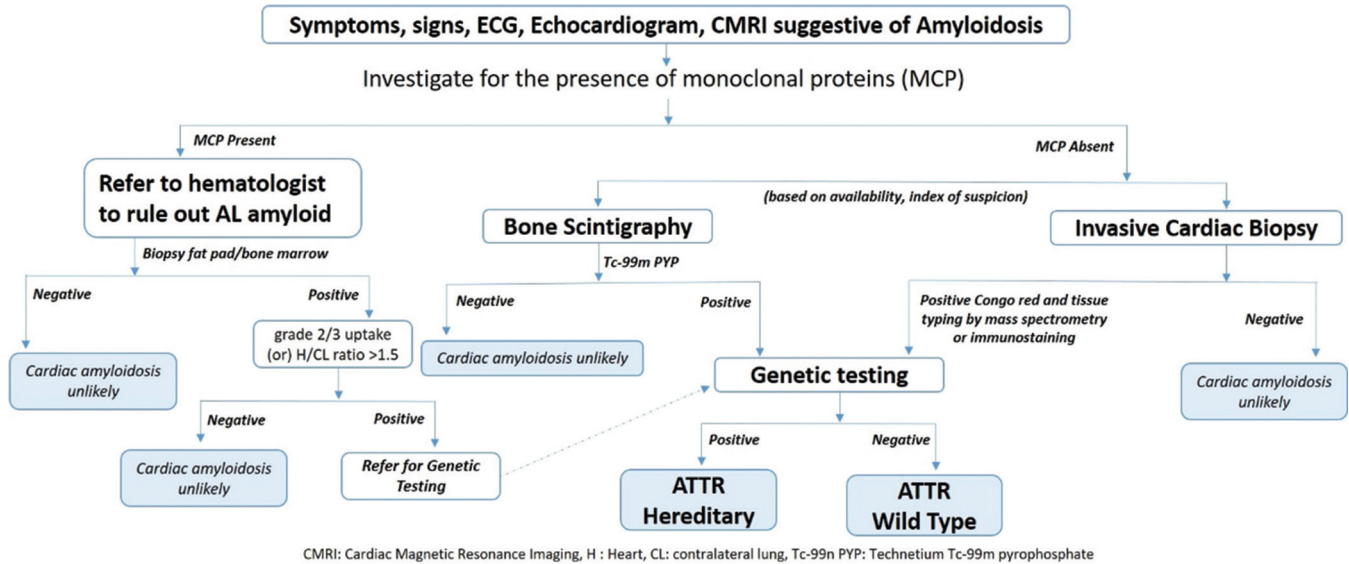 Symptoms, signs, ECG, Echocardiogram, CMRI suggestive of Amyloidosis
Investigate for the presence of monoclonal proteins (MCP)
MCP Present
MCP Absent
Refer to hematologist
to rule out AL amyloid
(based on availability, index of suspicion)
Bone Scintigraphy
Invasive Cardiac Biopsy
Biopsy fat pad/bone marrow
Tc-99m PYP
Negative
Positive
Negative
Positive
Positive Congo red and tissue
typing by mass spectrometry
or immunostaining
Negative
grade 2/3 uptake
(or) H/CL ratio >1.5
Cardiac amyloidosis
unlikely
Cardiac amyloidosis unlikely
Genetic testing
Cardiac amyloidosis
unlikely
Negative
Positive
Positive
Negative
Cardiac amyloidosis
unlikely
Refer for Genetic
Testing
ATTR
Hereditary
ATTR
Wild Type
CMRI: Cardiac Magnetic Resonance Imaging, H : Heart, CL: contralateral lung, Tc-99n PYP: Technetium Tc-99m pyrophosphate